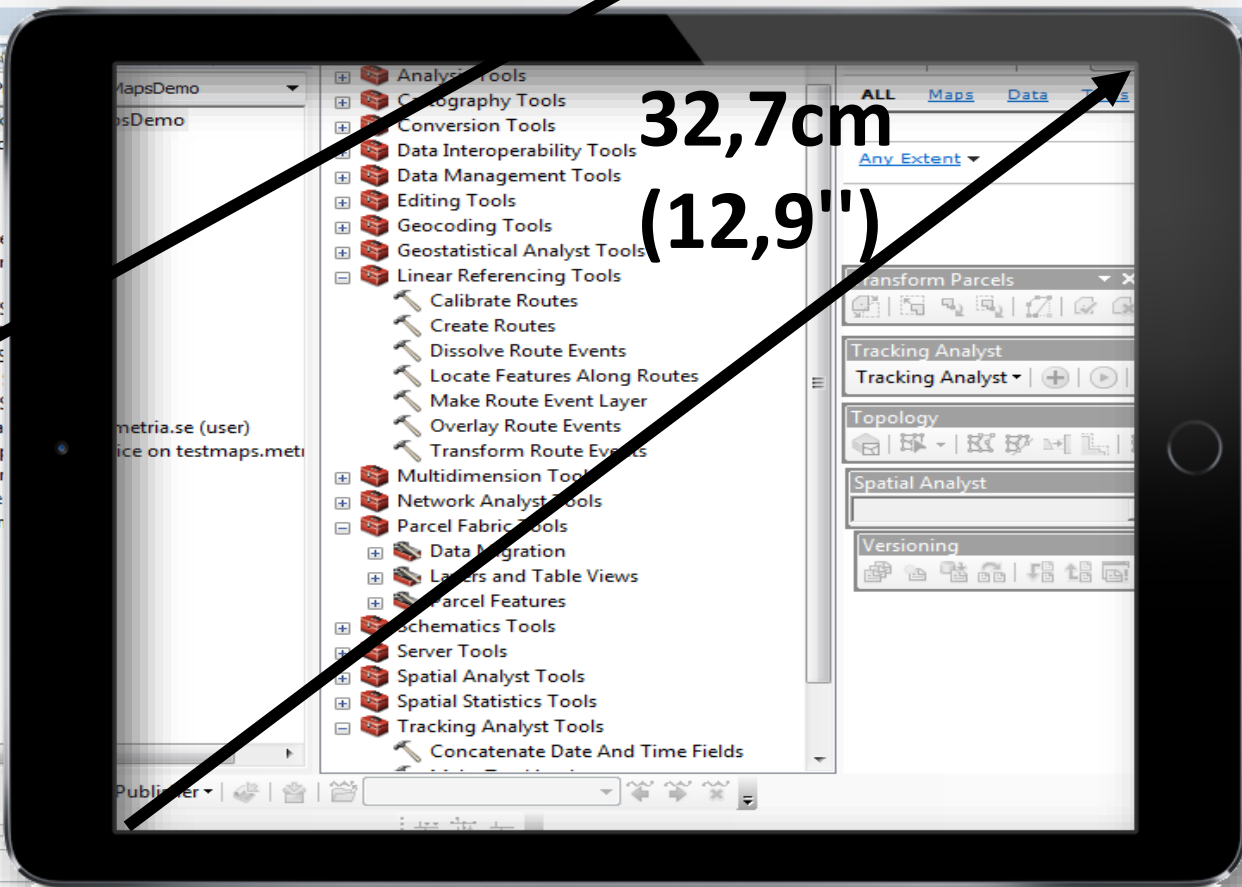 MapsDemo
psDemo
metria.se (user)
ice on testmaps.metr
Analysis Tools
Cartography Tools
Conversion Tools
Data Interoperability Tools
Data Management Tools
Editing Tools
Geocoding Tools
Geostatistical Analyst Tools
Linear Referencing Tools
Calibrate Routes
Create Routes
Dissolve Route Events
Locate Features Along Routes
Make Route Event Layer
Overlay Route Events
Transform Route Events
Multidimension Tools
Network Analyst Tools
Parcel Fabric Tools
Data Migration
Layers and Table Views
Parcel Features
Schematics Tools
Server Tools
Spatial Analyst Tools
Spatial Statistics Tools
Tracking Analyst Tools
Concatenate Date And Time Fields
Publisher
32,7cm
(12,9'')
ALL Maps Data Tools
Any Extent
Transform Parcels
Tracking Analyst
Tracking Analyst
Topology
Spatial Analyst
Versioning